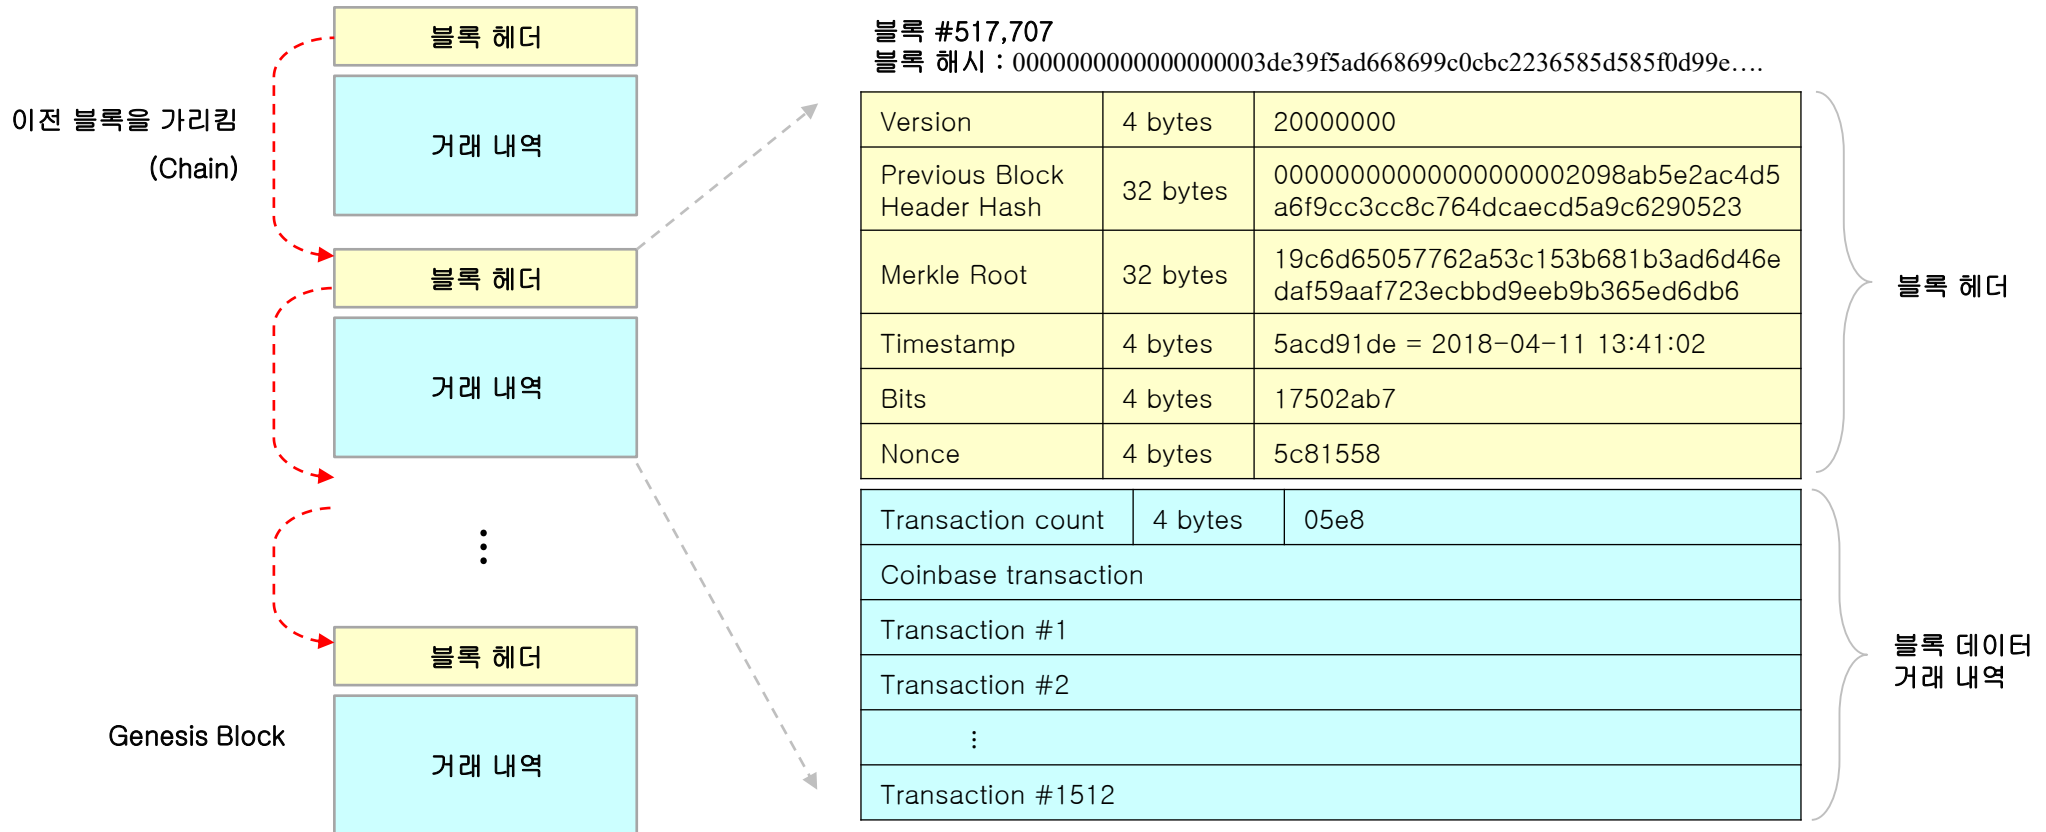 블록 헤더
거래 내역
이전 블록을 가리킴
(Chain)
블록 헤더
거래 내역
⋮
블록 헤더
거래 내역
Genesis Block
블록 #517,707
블록 해시 : 0000000000000000003de39f5ad668699c0cbc2236585d585f0d99e....
Version 4 bytes 20000000
Previous Block
Header Hash
32 bytes
00000000000000000002098ab5e2ac4d5
a6f9cc3cc8c764dcaecd5a9c6290523
Merkle Root 32 bytes
19c6d65057762a53c153b681b3ad6d46e
daf59aaf723ecbbd9eeb9b365ed6db6
Timestamp 4 bytes 5acd91de = 2018-04-11 13:41:02
Bits 4 bytes 17502ab7
Nonce 4 bytes 5c81558
블록 헤더
Transaction count 4 bytes 05e8
Coinbase transaction
Transaction #1
Transaction #2
⋮
Transaction #1512
블록 데이터
거래 내역